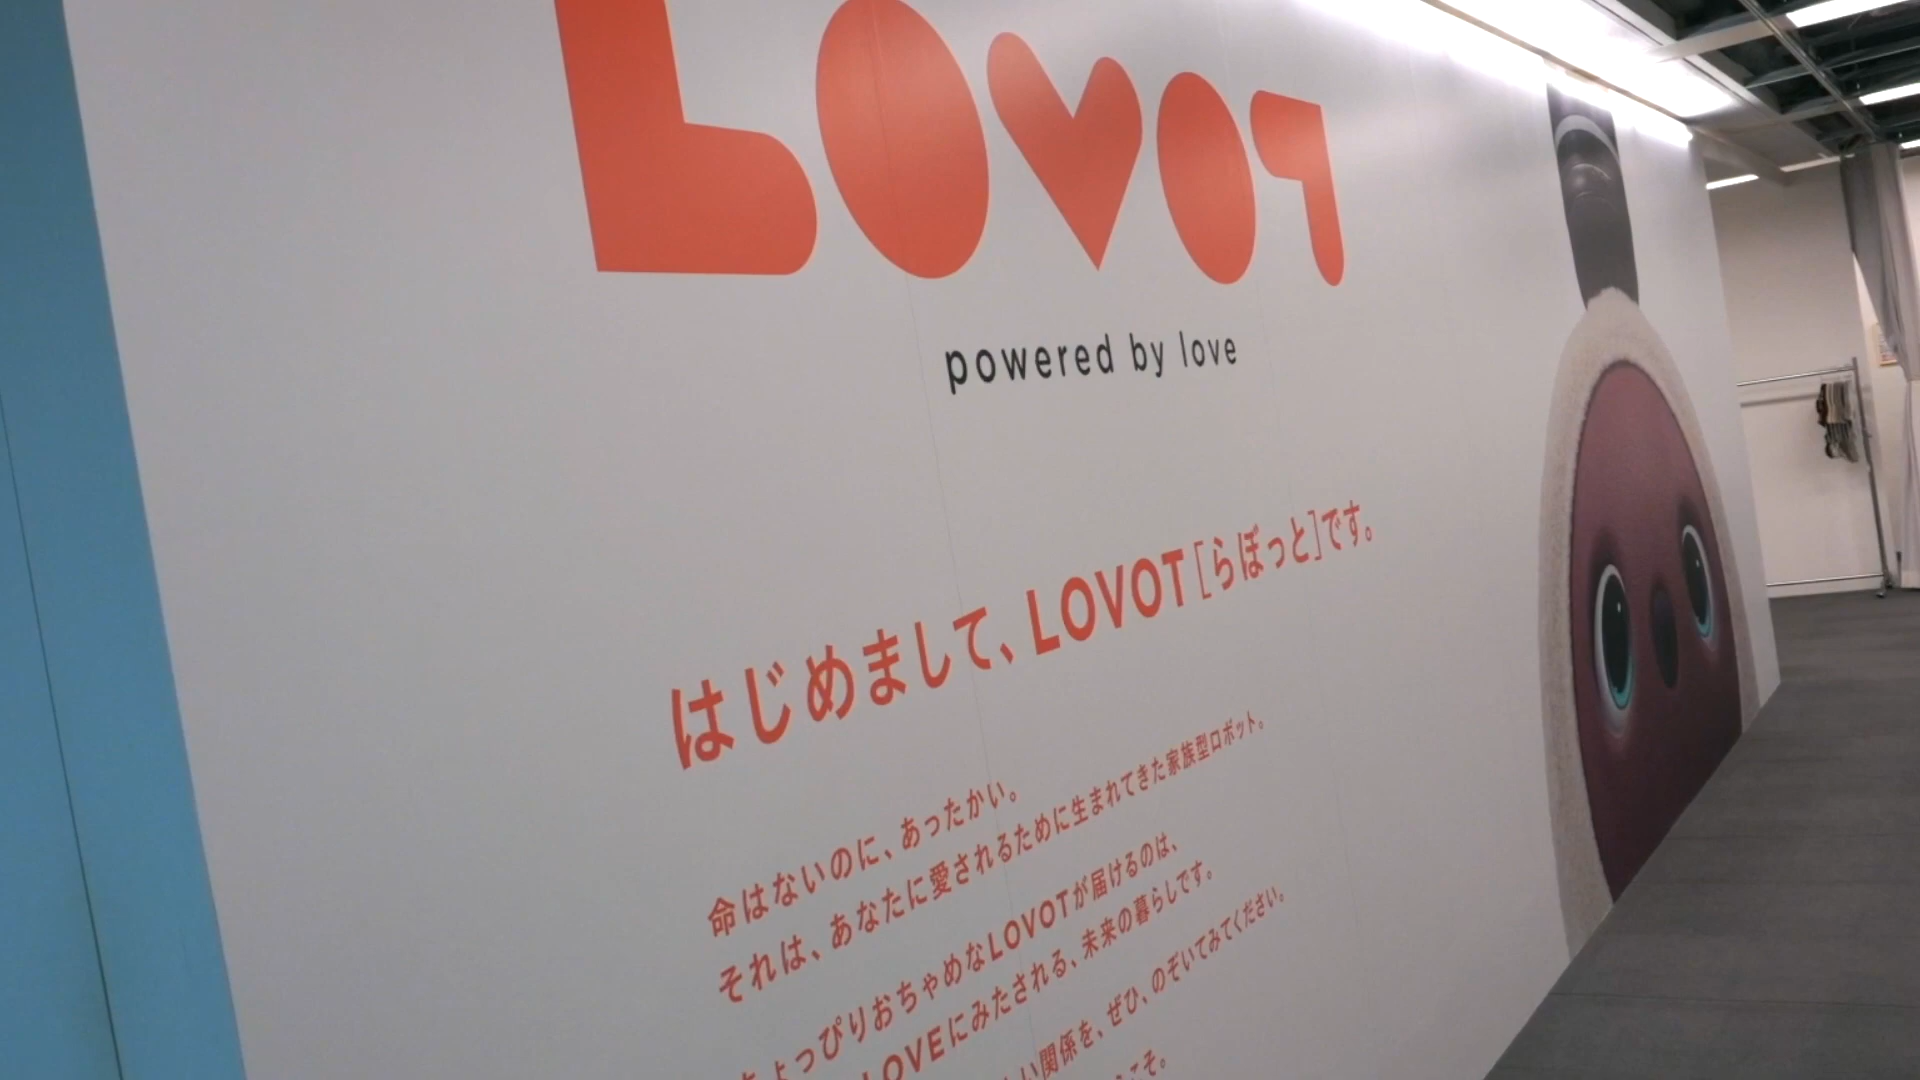 LOVOT
powered by love
はじめまして、LOVOT[らぼっと]です。
命はないのに、あったかい。
それは、あなたに愛されるために生まれてきた家族型ロボット。
ちょっぴりおちゃめなLOVOTが届けるのは、
LOVEにみたされる、未来の暮らしです。
い関係を、ぜひ、のぞいてみてください。
こそ。